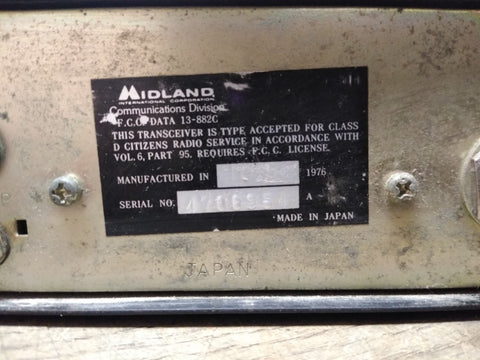 MIDLAND
INTERNATIONAL CORPORATION
Communications Division
F.C.C. DATA 13-882C
THIS TRANSCEIVER IS TYPE ACCEPTED FOR CLASS
D CITIZENS RADIO SERVICE IN ACCORDANCE WITH
VOL. 6, PART 95. REQUIRES F.C.C. LICENSE.
MANUFACTURED IN 1976
SERIAL NO. A
MADE IN JAPAN
JAPAN